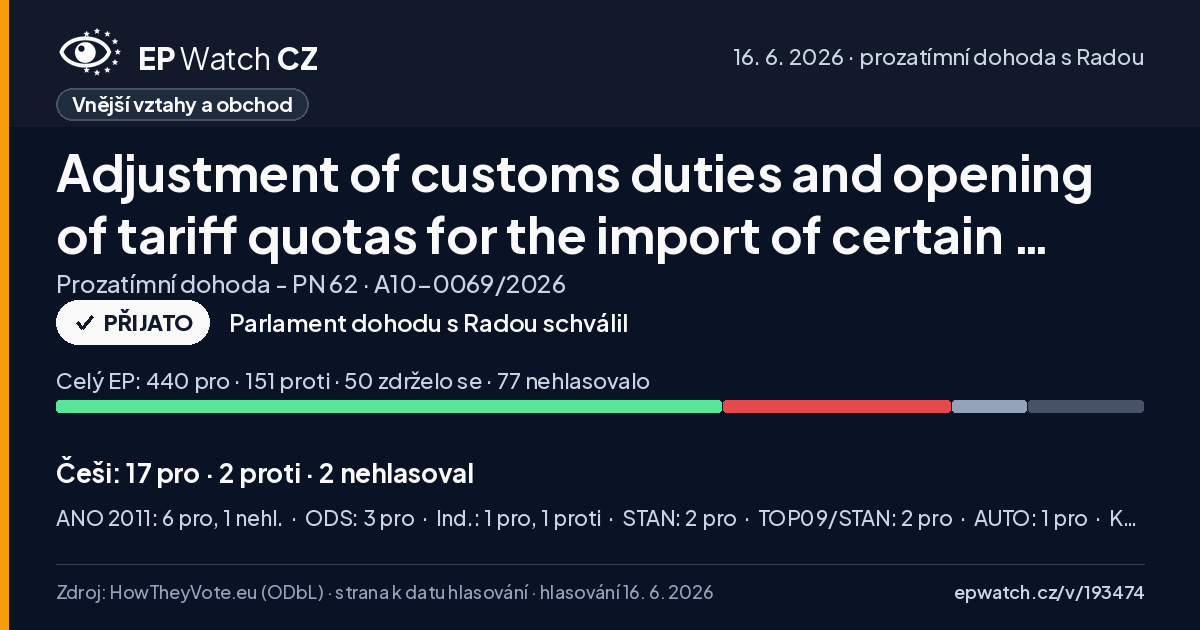 EP Watch CZ
16. 6. 2026 · prozatímní dohoda s Radou
Vnější vztahy a obchod
Adjustment of customs duties and opening
of tariff quotas for the import of certain ...
Prozatímní dohoda – PN 62 · A10–0069/2026
✓ PŘIJATO Parlament dohodu s Radou schválil
Celý EP: 440 pro · 151 proti · 50 zdrželo se · 77 nehlasovalo
Češi: 17 pro · 2 proti · 2 nehlasoval
ANO 2011: 6 pro, 1 nehl. · ODS: 3 pro · Ind.: 1 pro, 1 proti · STAN: 2 pro · TOP09/STAN: 2 pro · AUTO: 1 pro · K...
Zdroj: HowTheyVote.eu (ODbL) · strana k datu hlasování · hlasování 16. 6. 2026
epwatch.cz/v/193474